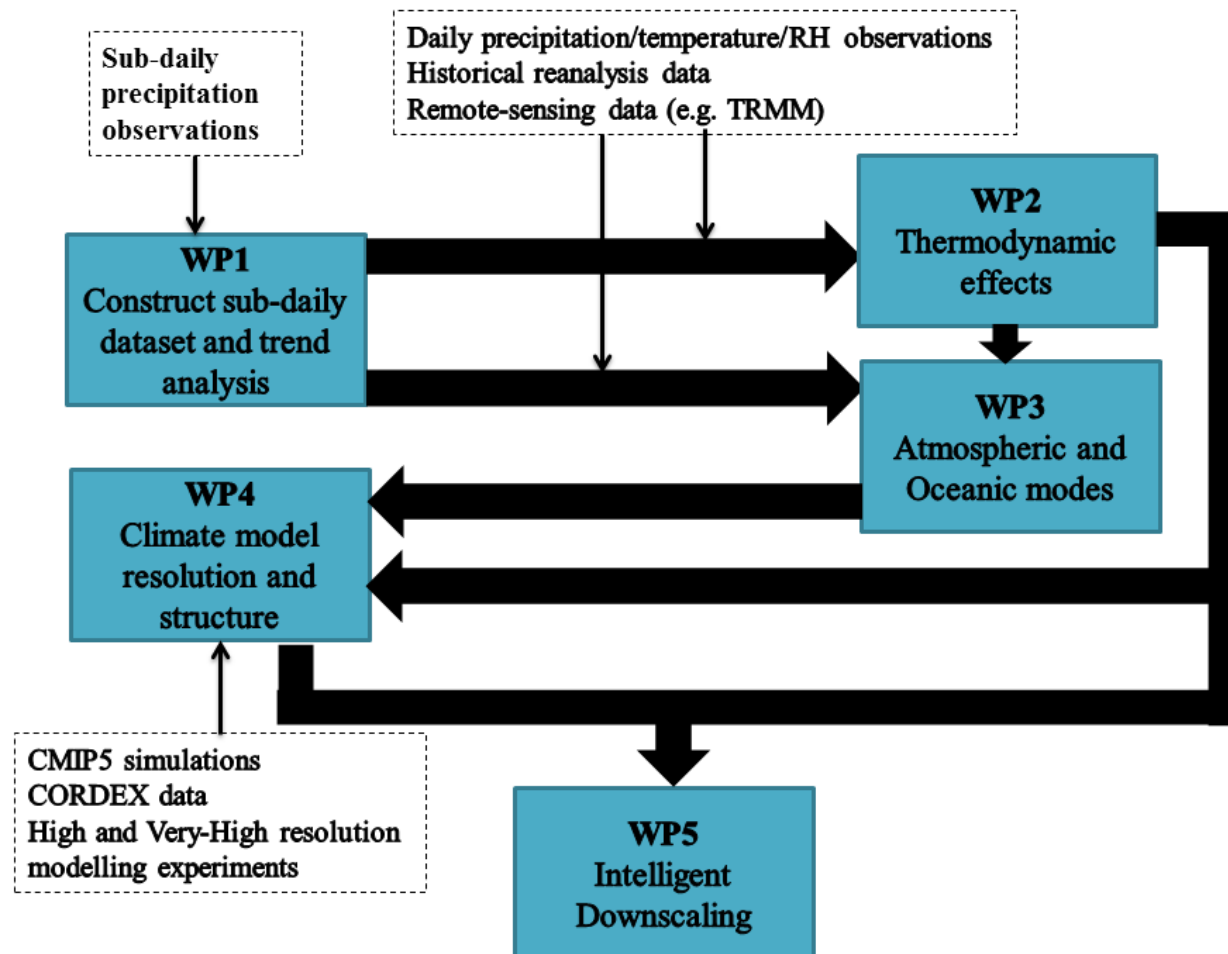 Sub-daily
precipitation
observations
Daily precipitation/temperature/RH observations
Historical reanalysis data
Remote-sensing data (e.g. TRMM)
WP1
Construct sub-daily
dataset and trend
analysis
WP2
Thermodynamic
effects
WP3
Atmospheric and
Oceanic modes
WP4
Climate model
resolution and
structure
CMIP5 simulations
CORDEX data
High and Very-High resolution
modelling experiments
WP5
Intelligent
Downscaling